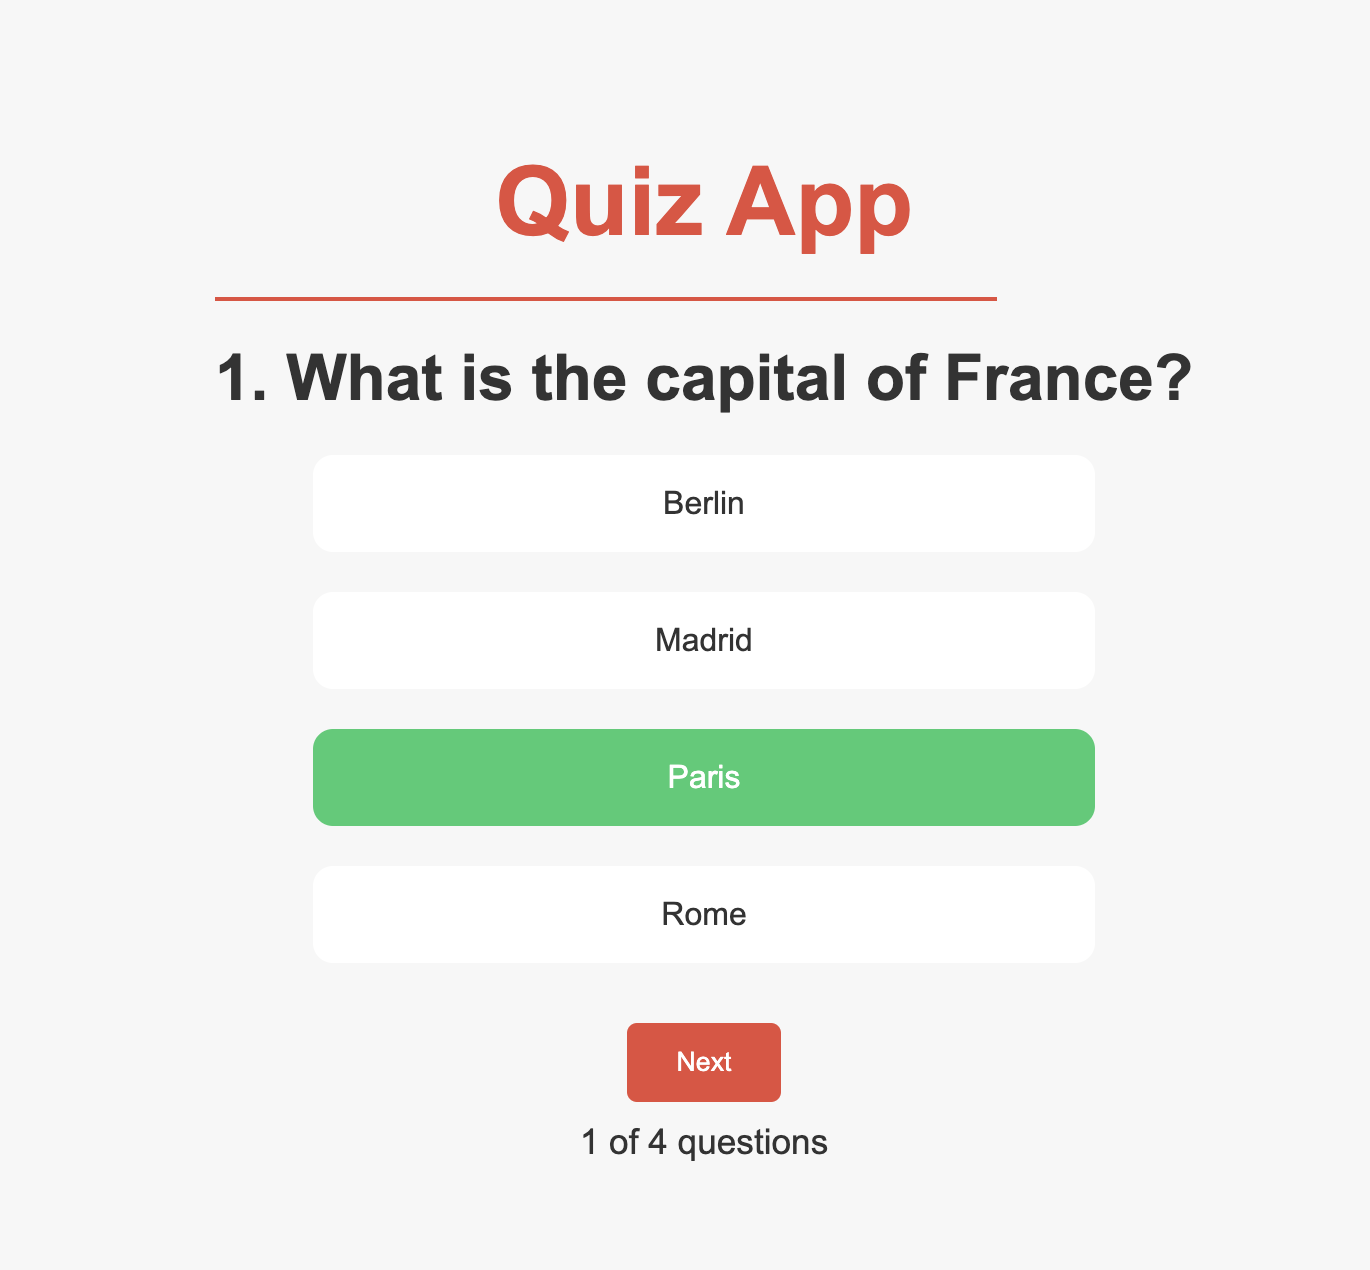 Quiz App
1. What is the capital of France?
Berlin
Madrid
Paris
Rome
Next
1 of 4 questions